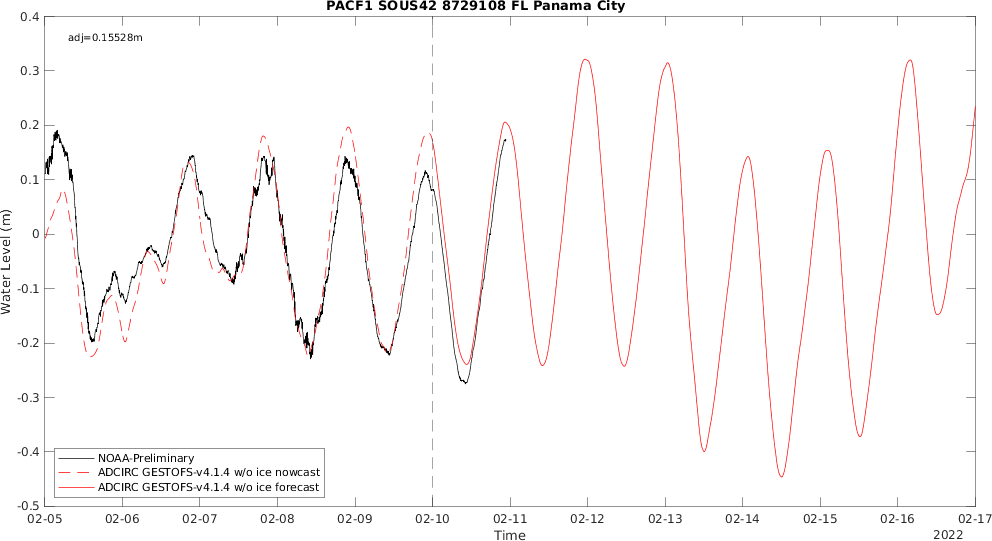 PACF1 SOUS42 8729108 FL Panama City
adj=0.15528m
Water Level (m)
0.4
0.3
0.2
0.1
0
-0.1
-0.2
-0.3
-0.4
-0.5
NOAA-Preliminary
ADCIRC GESTOFS-v4.1.4 w/o ice nowcast
ADCIRC GESTOFS-v4.1.4 w/o ice forecast
02-05 02-06 02-07 02-08 02-09 02-10 02-11 02-12 02-13 02-14 02-15 02-16 02-17
Time
2022